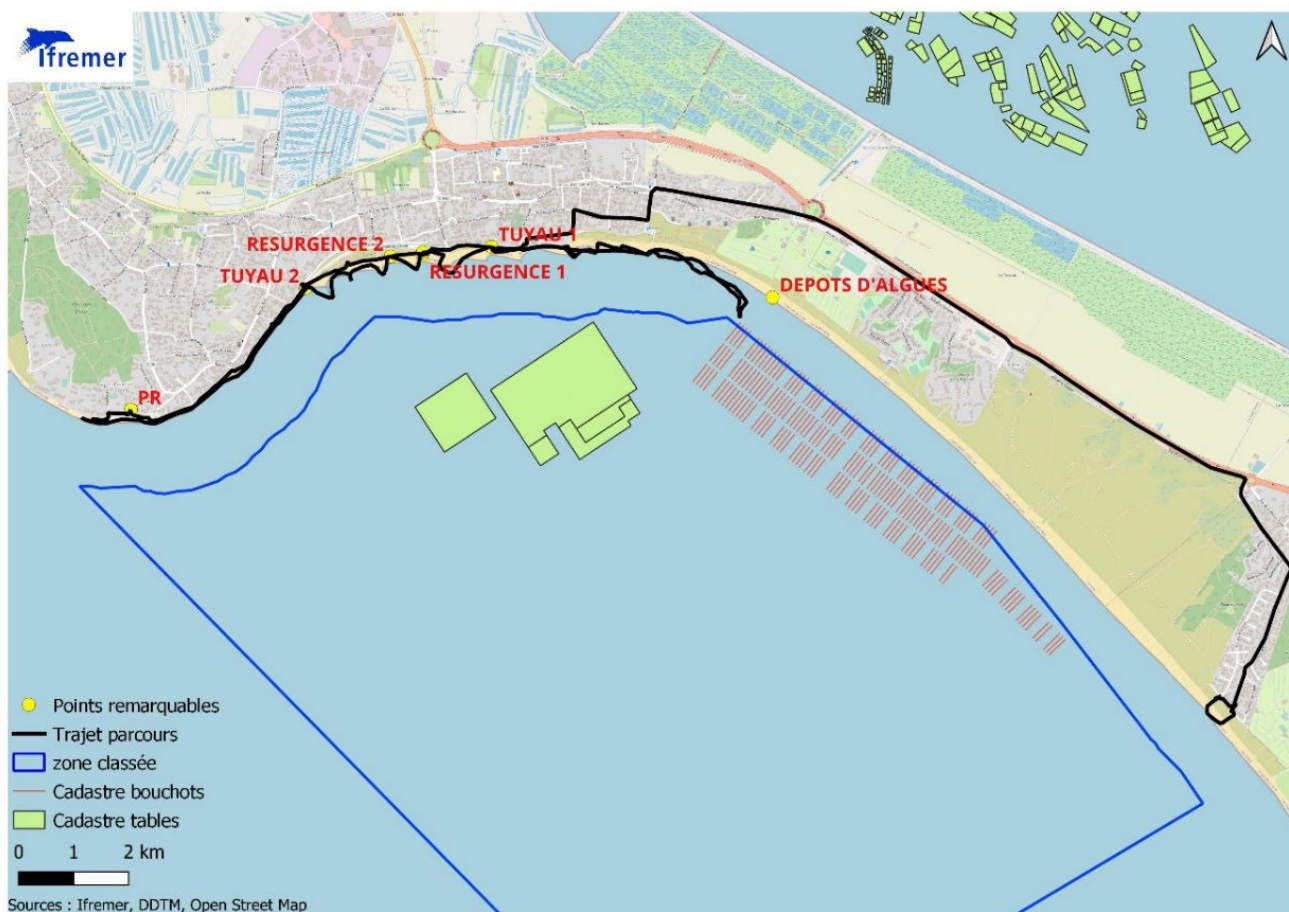 Ifremer
RESURGENCE 2
TUYAU 1
TUYAU 2
RESURGENCE 1
DEPOTS D'ALGUES
PR
Points remarquables
Trajet parcours
zone classée
Cadastre bouchots
Cadastre tables
0 1 2 km
Sources : Ifremer, DDTM, Open Street Map